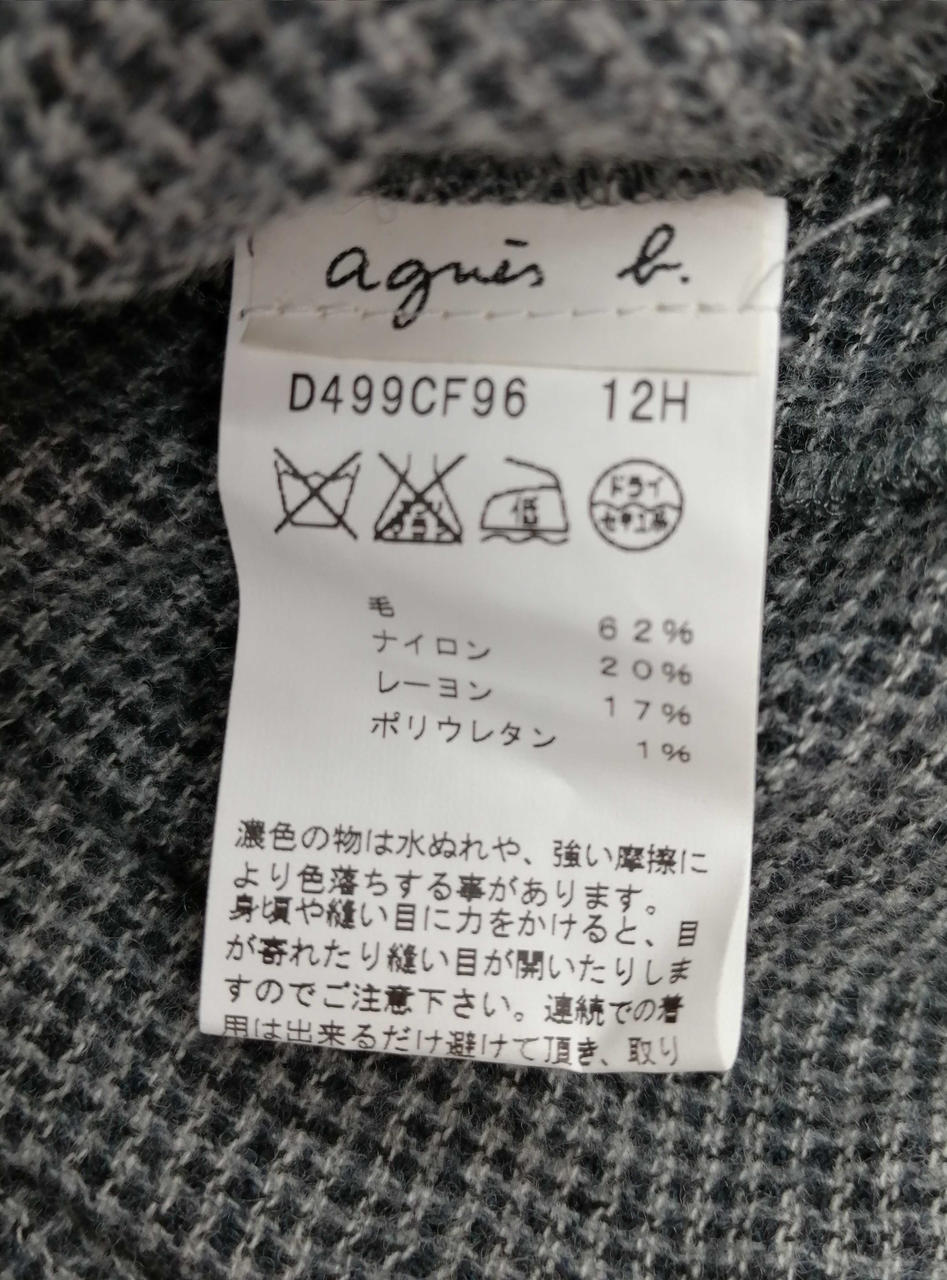 agnès b.
D499CF96 12H
低
ドライ
セキユ系
毛 62%
ナイロン 20%
レーヨン 17%
ポリウレタン 1%
濃色の物は水ぬれや、強い摩擦に
より色落ちする事があります。
身頃や縫い目に力をかけると、目
が寄れたり縫い目が開いたりしま
すのでご注意下さい。連続での着
用は出来るだけ避けて頂き、取り